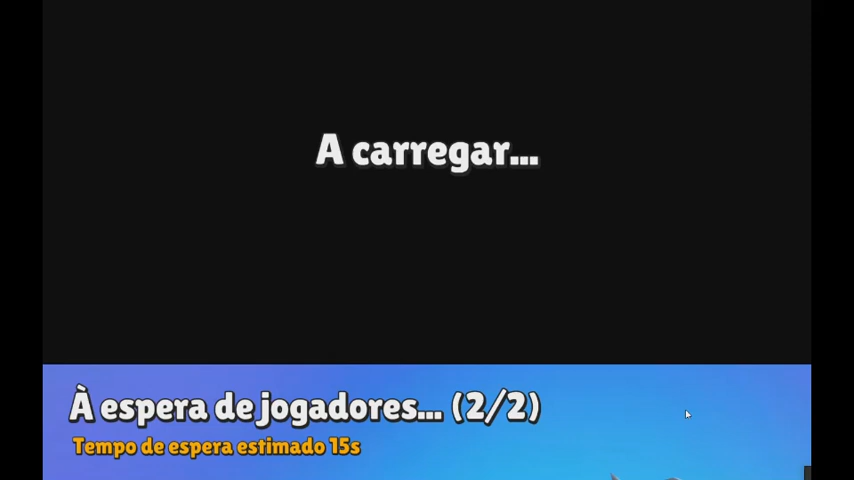 A carregar...
À espera de jogadores... (2/2)
Tempo de espera estimado 15s